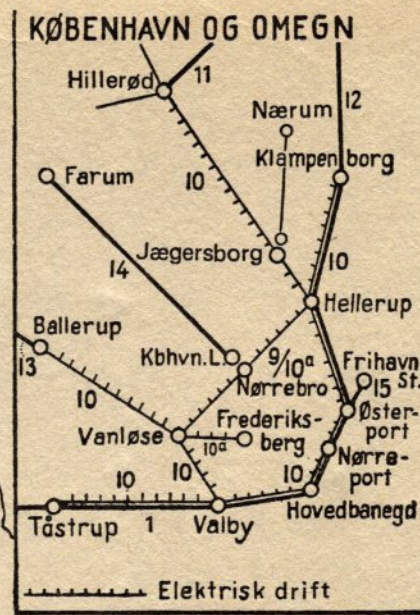 KØBENHAVN OG OMEGN
Hillerød
11
Nærum
12
Klampenborg
Farum
10
Jægersborg
10
14
Hellerup
Ballerup
Kbhvn.L.
9/10ª
Frihavn
St.
13
Nørrebro
15
10
Vanløse
10ª
Frederiks-
berg
Øster-
port
Nørre-
port
10
10
10
Hovedbanegd
Tåstrup
1
Valby
Elektrisk drift